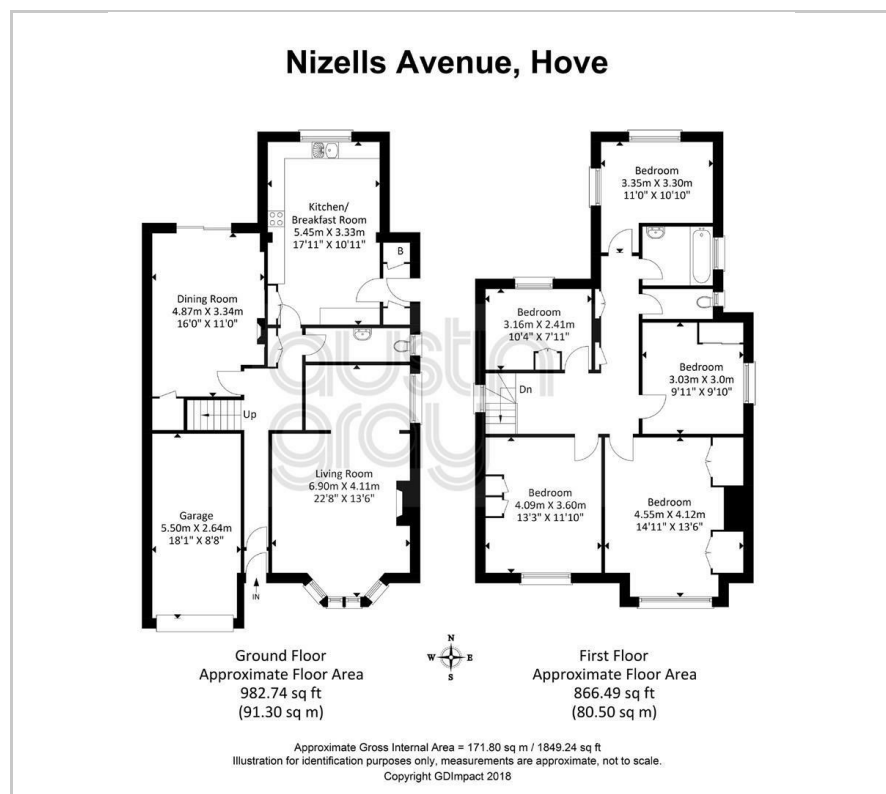 Nizells Avenue, Hove
Kitchen/
Breakfast Room
5.45m X 3.33m
17'11" X 10'11"
B
Dining Room
4.87m X 3.34m
16'0" X 11'0"
Up
Living Room
6.90m X 4.11m
22'8" X 13'6"
Garage
5.50m X 2.64m
18'1" X 8'8"
IN
Bedroom
3.35m X 3.30m
11'0" X 10'10"
Bedroom
3.16m X 2.41m
10'4" X 7'11"
Bedroom
3.03m X 3.0m
9'11" X 9'10"
Dn
Bedroom
4.09m X 3.60m
13'3" X 11'10"
Bedroom
4.55m X 4.12m
14'11" X 13'6"
austin
gray
N
W E
S
Ground Floor
Approximate Floor Area
982.74 sq ft
(91.30 sq m)
First Floor
Approximate Floor Area
866.49 sq ft
(80.50 sq m)
Approximate Gross Internal Area = 171.80 sq m / 1849.24 sq ft
Illustration for identification purposes only, measurements are approximate, not to scale.
Copyright GDImpact 2018